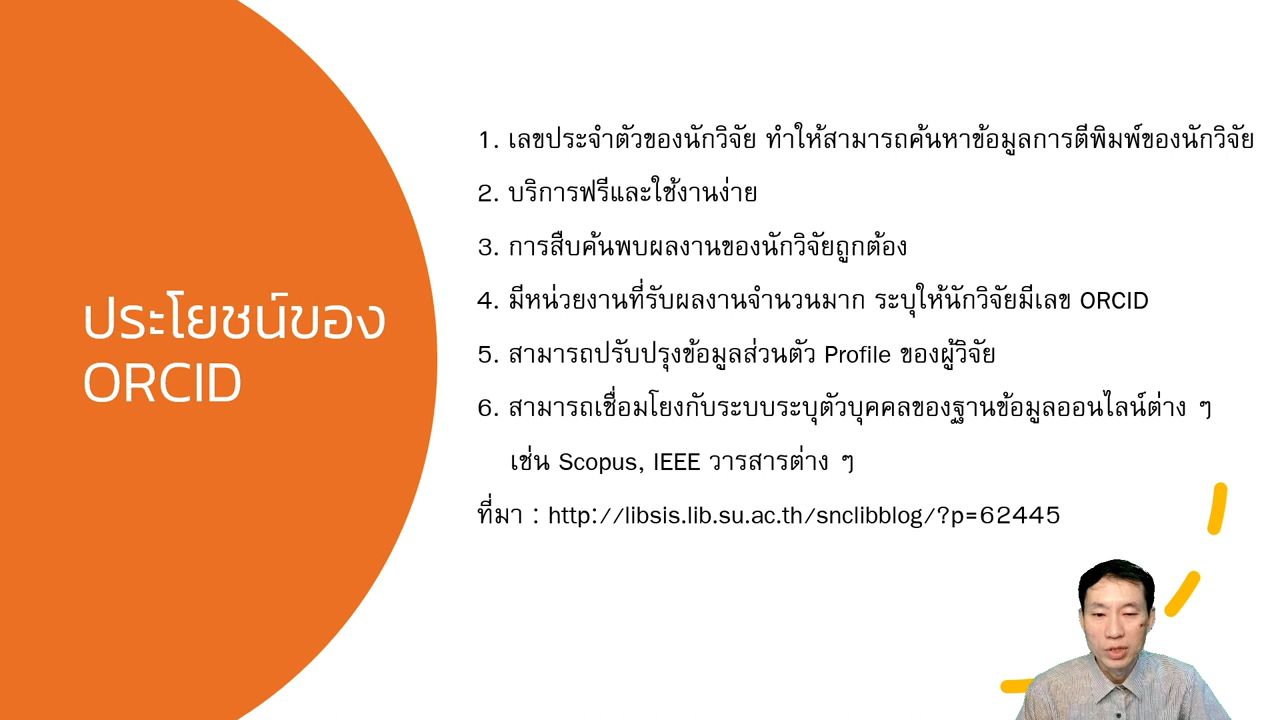 ประโยชน์ของ
ORCID
1. เลขประจำตัวของนักวิจัย ทำให้สามารถค้นหาข้อมูลการตีพิมพ์ของนักวิจัย
2. บริการฟรีและใช้งานง่าย
3. การสืบค้นพบผลงานของนักวิจัยถูกต้อง
4. มีหน่วยงานที่รับผลงานจำนวนมาก ระบุให้นักวิจัยมีเลข ORCID
5. สามารถปรับปรุงข้อมูลส่วนตัว Profile ของผู้วิจัย
6. สามารถเชื่อมโยงกับระบบระบุตัวบุคคลของฐานข้อมูลออนไลน์ต่าง ๆ
เช่น Scopus, IEEE วารสารต่าง ๆ
ที่มา : http://libsis.lib.su.ac.th/snclibblog/?p=62445